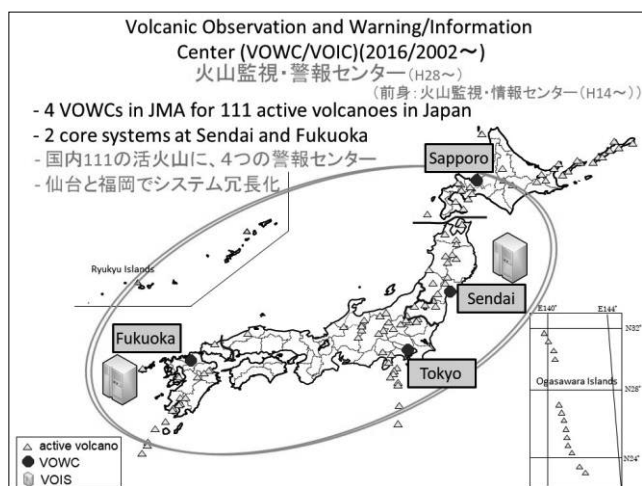 Volcanic Observation and Warning/Information
Center (VOWC/VOIC)(2016/2002～)
火山監視・警報センター(H28～)
(前身:火山監視・情報センター(H14～))
- 4 VOWCs in JMA for 111 active volcanoes in Japan
- 2 core systems at Sendai and Fukuoka
- 国内111の活火山に、4つの警報センター
- 仙台と福岡でシステム冗長化
Sapporo
Ryukyu Islands
Sendai
Fukuoka
Tokyo
E140°
E144°
N32°
N28°
Ogasawara Islands
N24°
active volcano
VOWC
VOIS